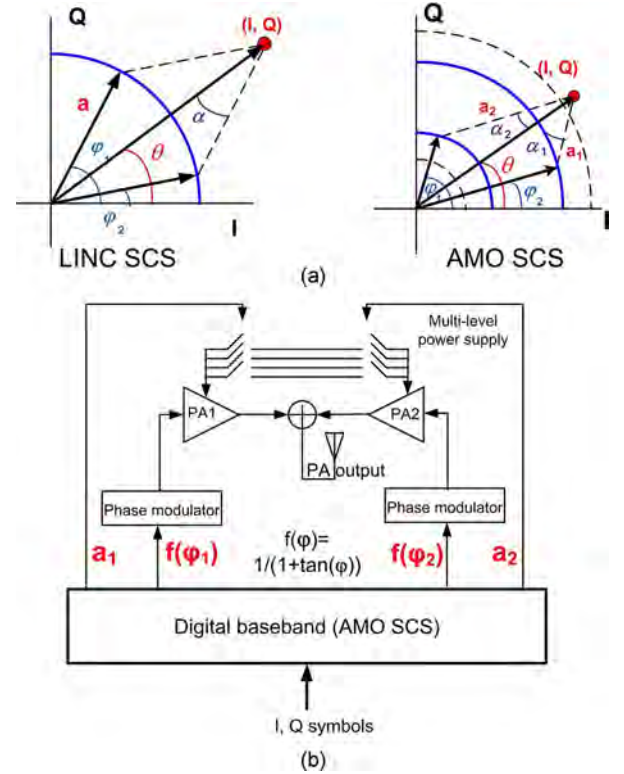 Q
(I, Q)
a
α
φ₁
θ
φ₂
I
LINC SCS
Q
(I, Q)
a₂
α₂
α₁
a₁
θ
φ₂
I
AMO SCS
(a)
Multi-level
power supply
PA1
PA2
PA output
Phase modulator
Phase modulator
a₁
f(φ₁)
f(φ)=
1/(1+tan(φ))
f(φ₂)
a₂
Digital baseband (AMO SCS)
I, Q symbols
(b)